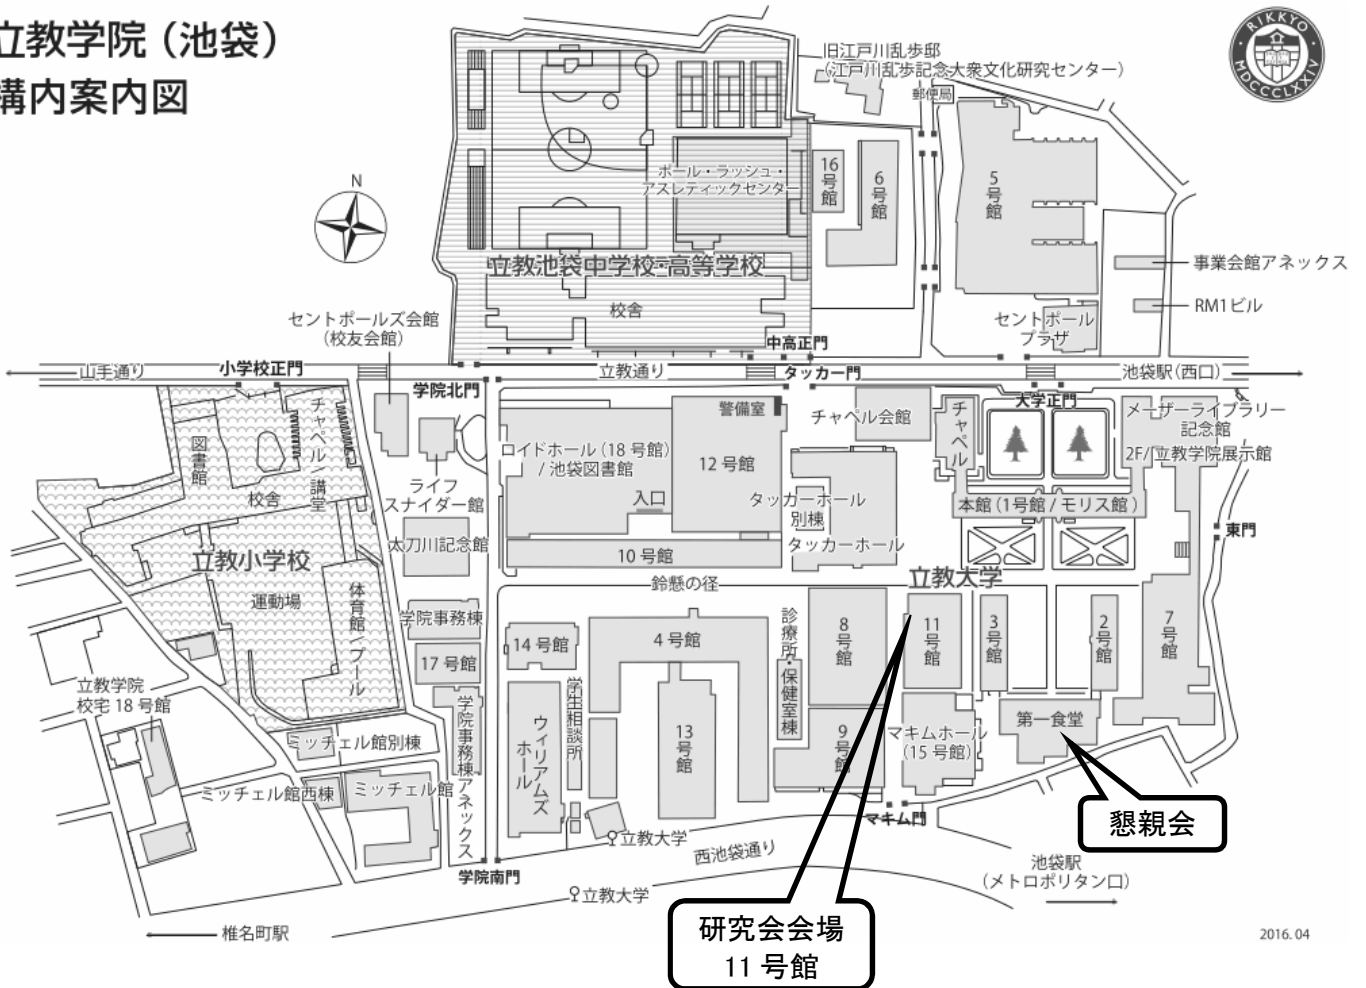 立教学院（池袋）
構内案内図
RIKKYO
MDCCCLXXIV
旧江戸川乱歩邸
（江戸川乱歩記念大衆文化研究センター）
郵便局
N
ポール・ラッシュ・
アスレティックセンター
16号館
6号館
5号館
立教池袋中学校・高等学校
校舎
事業会館アネックス
RM1ビル
セントポールズ会館
（校友会館）
セントポール
プラザ
中高正門
山手通り
小学校正門
学院北門
立教通り
タッカー門
池袋駅（西口）
大学正門
チャペル/講堂
図書館
校舎
警備室
チャペル会館
チャペル
メーザーライブラリー
記念館
2F/立教学院展示館
ロイドホール（18号館）
/ 池袋図書館
12号館
入口
ライフ
スナイダー館
タッカーホール
別棟
本館（1号館 / モリス館）
太刀川記念館
10号館
タッカーホール
東門
立教小学校
運動場
体育館/プール
鈴懸の径
立教大学
学院事務棟
14号館
4号館
診療所・保健室棟
8号館
11号館
3号館
2号館
7号館
17号館
立教学院
校宅18号館
学院事務棟アネックス
ウィリアムズ
ホール
学生相談所
13号館
9号館
マキムホール
（15号館）
第一食堂
ミッチェル館別棟
ミッチェル館西棟
ミッチェル館
マキム門
懇親会
立教大学
西池袋通り
池袋駅
（メトロポリタン口）
学院南門
立教大学
椎名町駅
研究会会場
11号館
2016.04